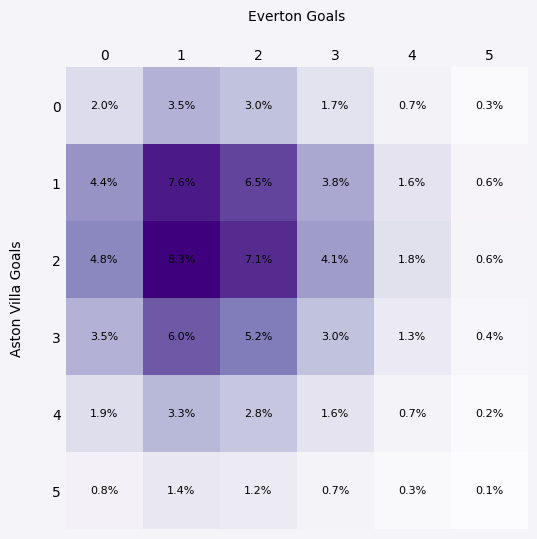 Everton Goals
0 1 2 3 4 5
0 2.0% 3.5% 3.0% 1.7% 0.7% 0.3%
1 4.4% 7.6% 6.5% 3.8% 1.6% 0.6%
2 4.8% 8.3% 7.1% 4.1% 1.8% 0.6%
3 3.5% 6.0% 5.2% 3.0% 1.3% 0.4%
4 1.9% 3.3% 2.8% 1.6% 0.7% 0.2%
5 0.8% 1.4% 1.2% 0.7% 0.3% 0.1%
Aston Villa Goals